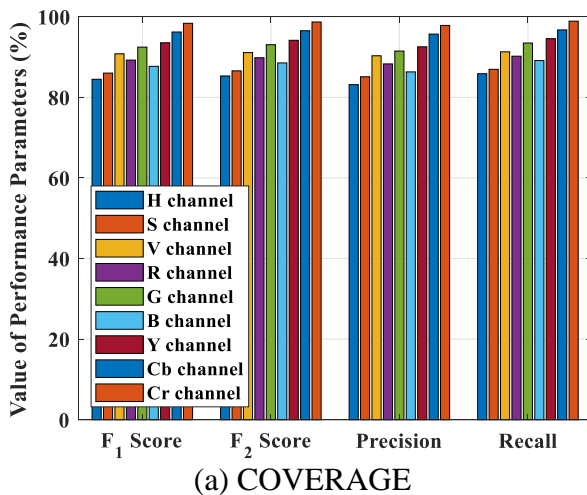 Value of Performance Parameters (%)
100
80
60
40
20
0
H channel
S channel
V channel
R channel
G channel
B channel
Y channel
Cb channel
Cr channel
F1 Score
F2 Score
Precision
Recall
(a) COVERAGE